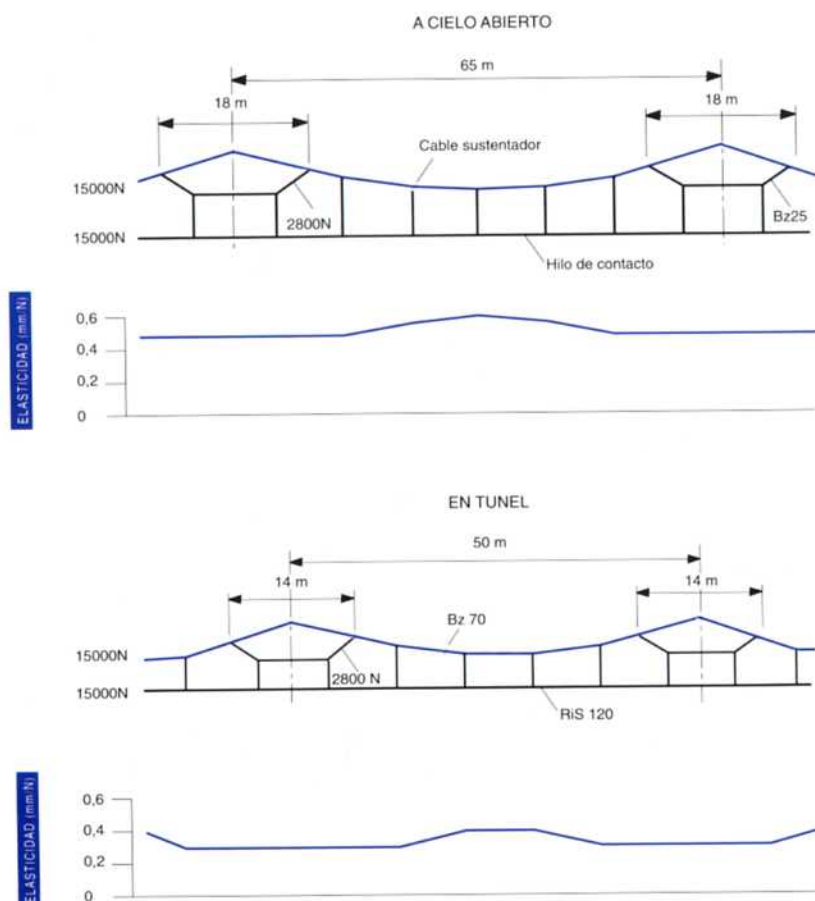 A CIELO ABIERTO
65 m
18 m
18 m
Cable sustentador
15000N
2800N
Bz25
15000N
Hilo de contacto
ELASTICIDAD (mm/N)
0,6
0,4
0,2
0
EN TUNEL
50 m
14 m
14 m
Bz 70
15000N
2800 N
15000N
RiS 120
ELASTICIDAD (mm/N)
0,6
0,4
0,2
0